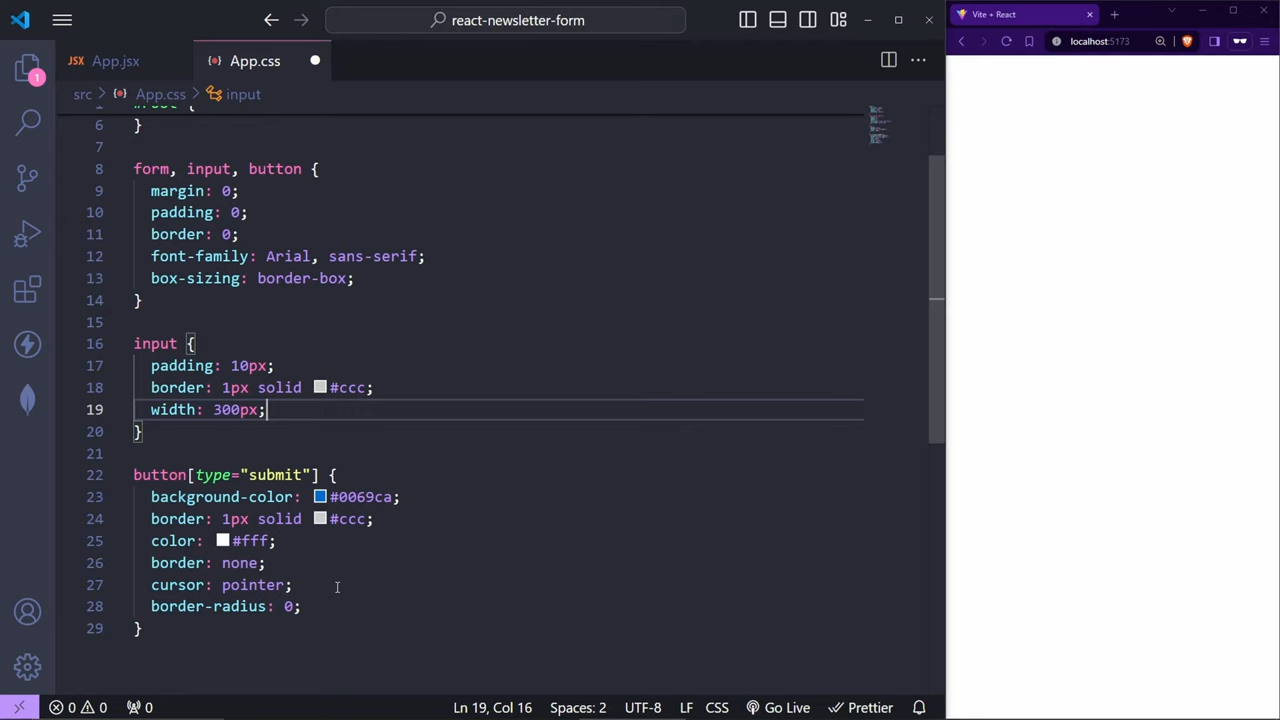 react-newsletter-form
Vite + React
localhost:5173
JSX App.jsx
App.css
src > App.css > input
6 }
7
8 form, input, button {
9 margin: 0;
10 padding: 0;
11 border: 0;
12 font-family: Arial, sans-serif;
13 box-sizing: border-box;
14 }
15
16 input {
17 padding: 10px;
18 border: 1px solid #ccc;
19 width: 300px;
20 }
21
22 button[type="submit"] {
23 background-color: #0069ca;
24 border: 1px solid #ccc;
25 color: #fff;
26 border: none;
27 cursor: pointer;
28 border-radius: 0;
29 }
1
0 0 0 Ln 19, Col 16 Spaces: 2 UTF-8 LF CSS Go Live Prettier